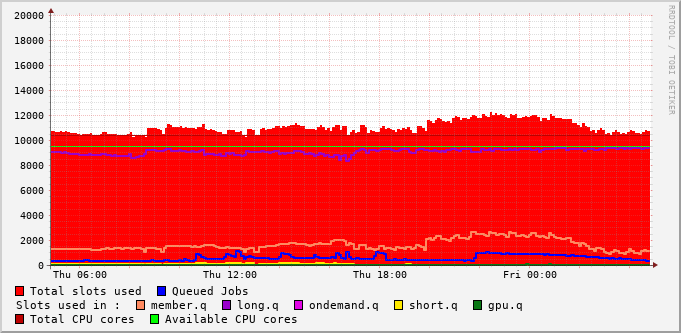 20000
18000
16000
14000
12000
10000
8000
6000
4000
2000
0
Thu 06:00 Thu 12:00 Thu 18:00 Fri 00:00
RRDTOOL / TOBI OETIKER
Total slots used Queued Jobs
Slots used in : member.q long.q ondemand.q short.q gpu.q
Total CPU cores Available CPU cores